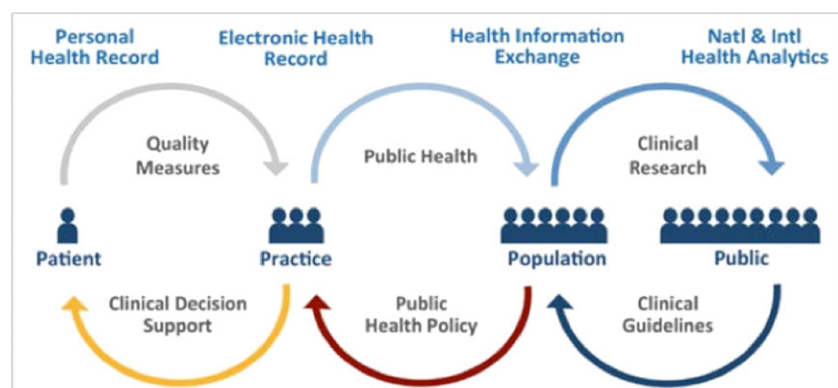 Personal
Health Record
Electronic Health
Record
Health Information
Exchange
Natl & Intl
Health Analytics
Quality
Measures
Public Health
Clinical
Research
Patient
Practice
Population
Public
Clinical Decision
Support
Public
Health Policy
Clinical
Guidelines